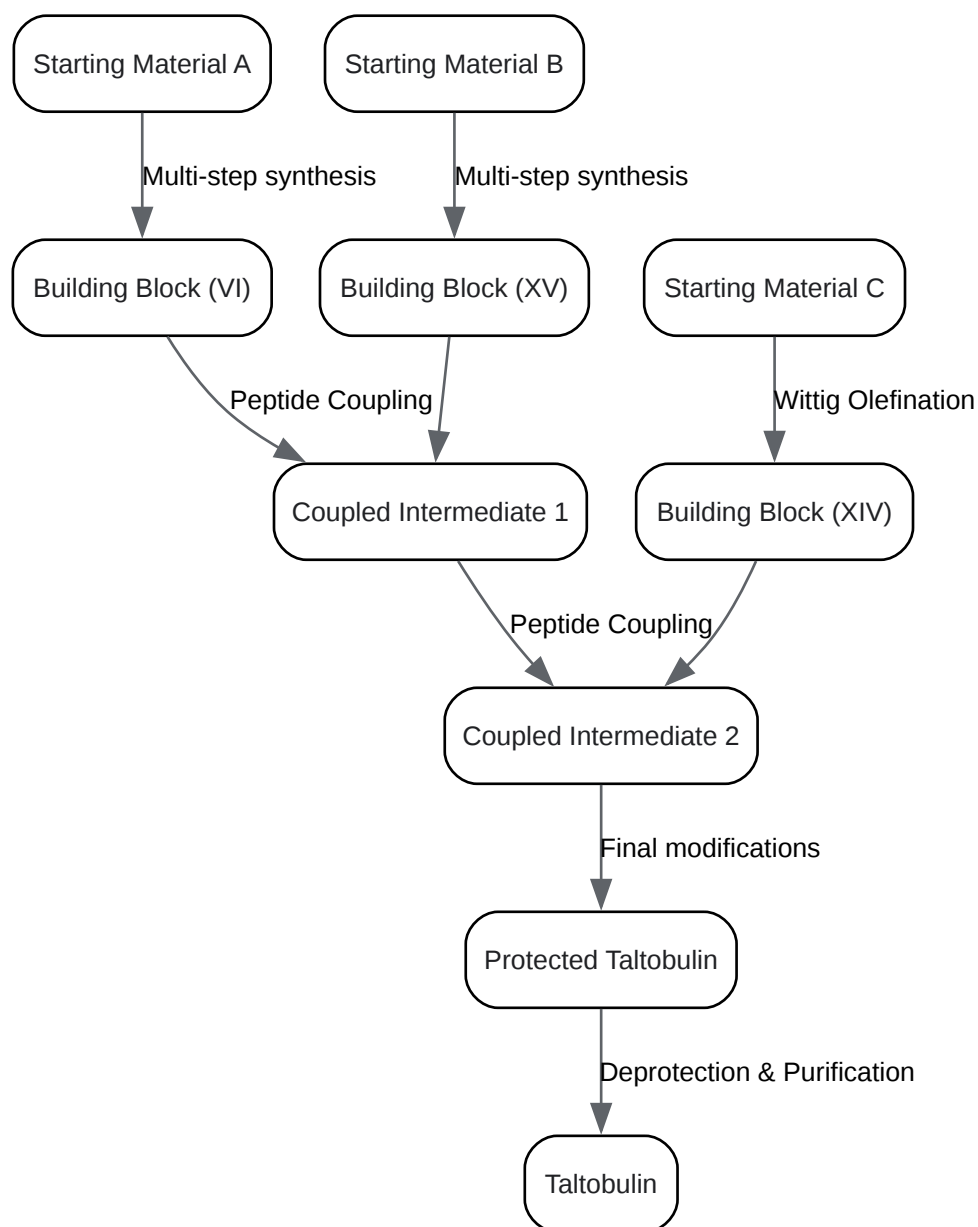 Starting Material A
Starting Material B
Multi-step synthesis
Multi-step synthesis
Building Block (VI)
Building Block (XV)
Starting Material C
Peptide Coupling
Wittig Olefination
Coupled Intermediate 1
Building Block (XIV)
Peptide Coupling
Coupled Intermediate 2
Final modifications
Protected Taltobulin
Deprotection & Purification
Taltobulin